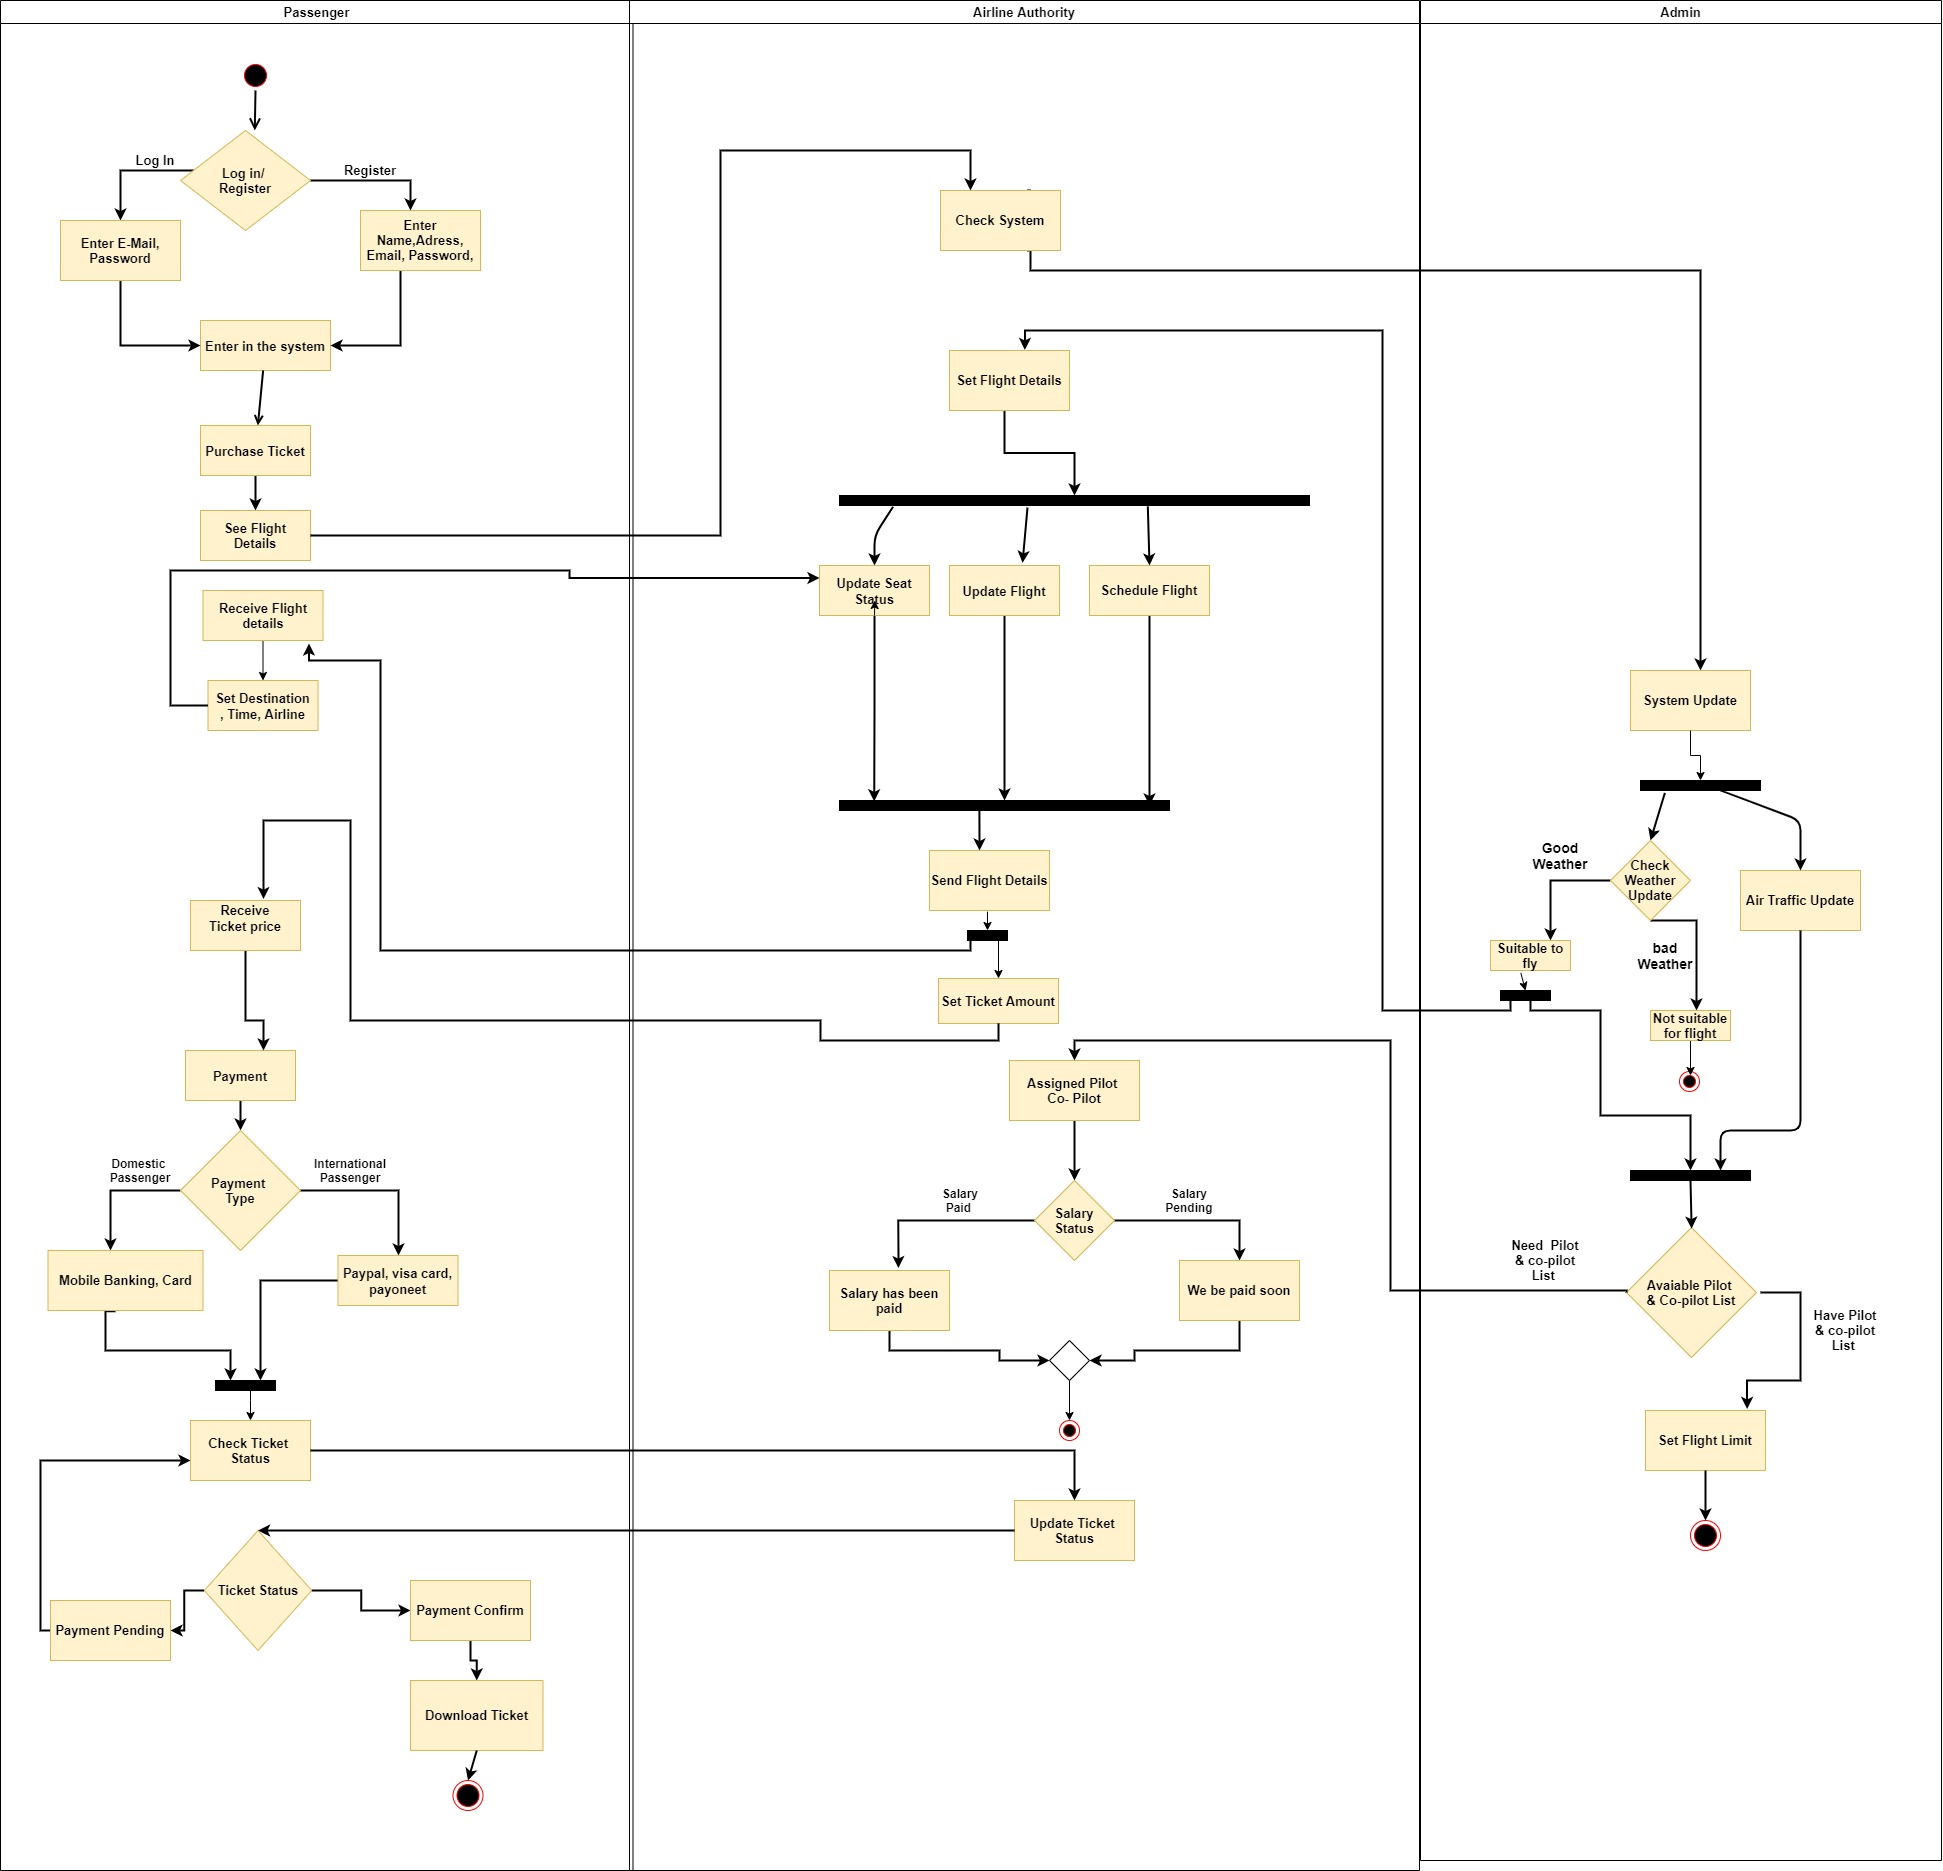 Passenger
Airline Authority
Admin
Log in/
Register
Log In
Register
Enter E-Mail,
Password
Enter
Name,Adress,
Email, Password,
Enter in the system
Purchase Ticket
See Flight
Details
Receive Flight
details
Set Destination
, Time, Airline
Receive
Ticket price
Payment
Payment
Type
Domestic
Passenger
International
Passenger
Mobile Banking, Card
Paypal, visa card,
payoneet
Check Ticket
Status
Ticket Status
Payment Pending
Payment Confirm
Download Ticket
Check System
Set Flight Details
Update Seat
Status
Update Flight
Schedule Flight
Send Flight Details
Set Ticket Amount
Assigned Pilot
Co- Pilot
Salary
Status
Salary
Paid
Salary
Pending
Salary has been
paid
We be paid soon
Update Ticket
Status
System Update
Check
Weather
Update
Good
Weather
bad
Weather
Air Traffic Update
Suitable to
fly
Not suitable
for flight
Avaiable Pilot
& Co-pilot List
Need  Pilot
& co-pilot
List
Have Pilot
& co-pilot
List
Set Flight Limit